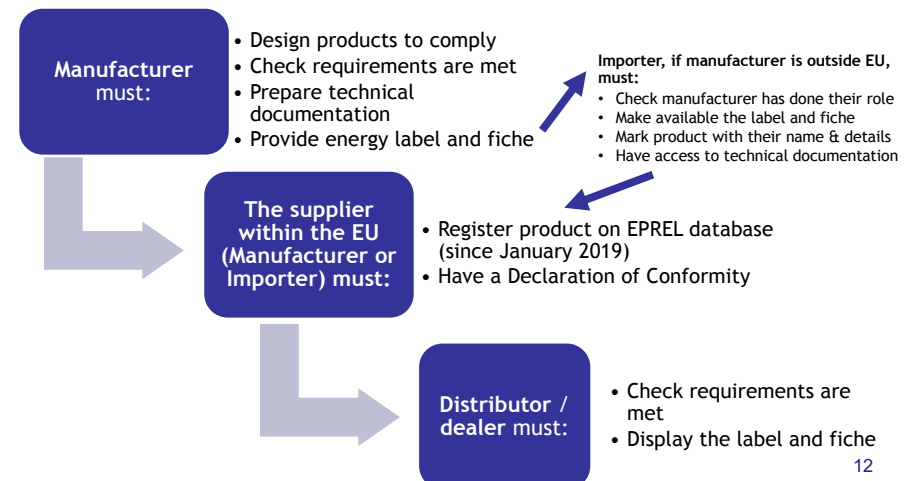 Manufacturer
must:
• Design products to comply
• Check requirements are met
• Prepare technical
documentation
• Provide energy label and fiche
Importer, if manufacturer is outside EU,
must:
• Check manufacturer has done their role
• Make available the label and fiche
• Mark product with their name & details
• Have access to technical documentation
The supplier
within the EU
(Manufacturer or
Importer) must:
• Register product on EPREL database
(since January 2019)
• Have a Declaration of Conformity
Distributor /
dealer must:
• Check requirements are
met
• Display the label and fiche
12